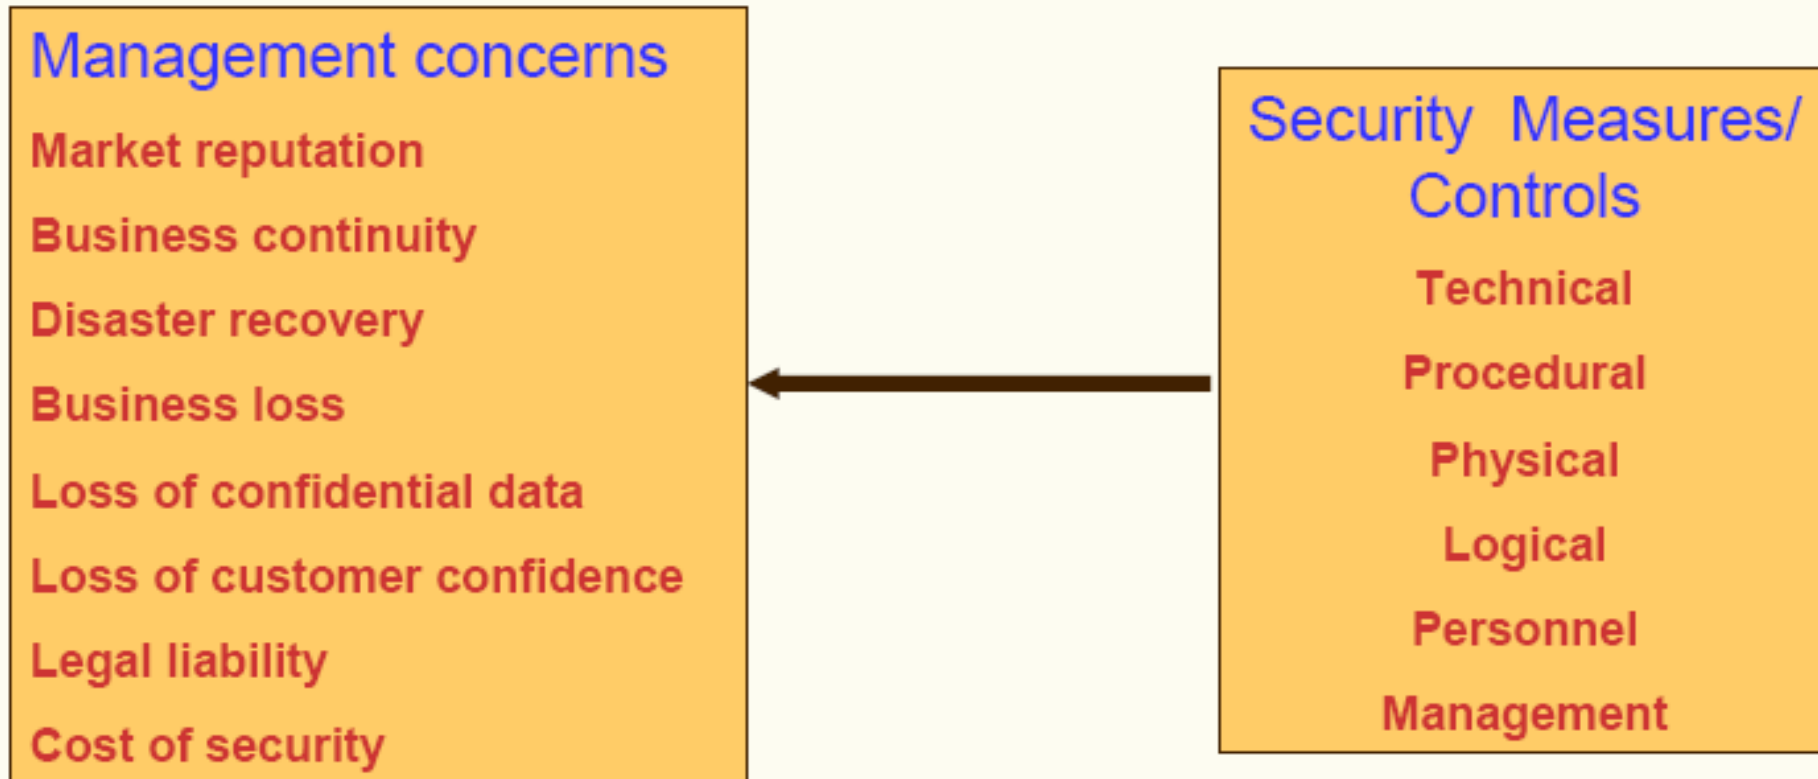 Management concerns
Market reputation
Business continuity
Disaster recovery
Business loss
Loss of confidential data
Loss of customer confidence
Legal liability
Cost of security
Security Measures/
Controls
Technical
Procedural
Physical
Logical
Personnel
Management